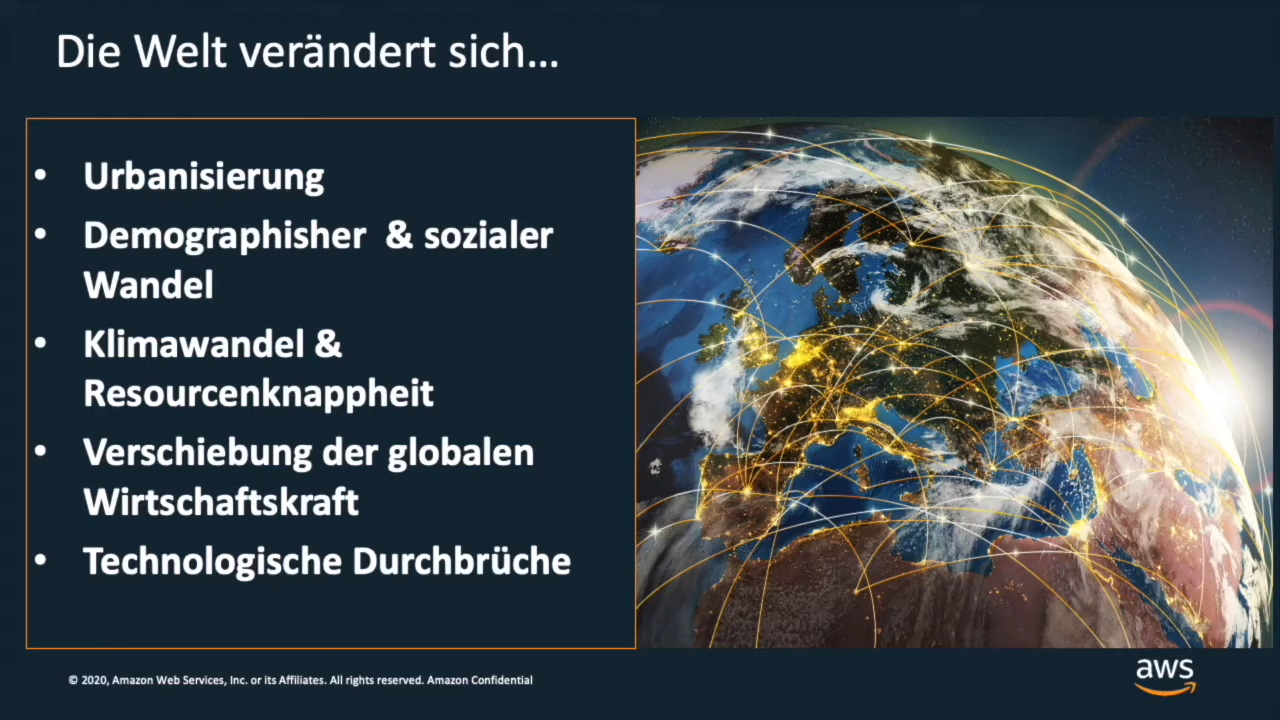 Die Welt verändert sich...
• Urbanisierung
• Demographisher & sozialer
Wandel
• Klimawandel &
Resourcenknappheit
• Verschiebung der globalen
Wirtschaftskraft
• Technologische Durchbrüche
© 2020, Amazon Web Services, Inc. or its Affiliates. All rights reserved. Amazon Confidential
aws